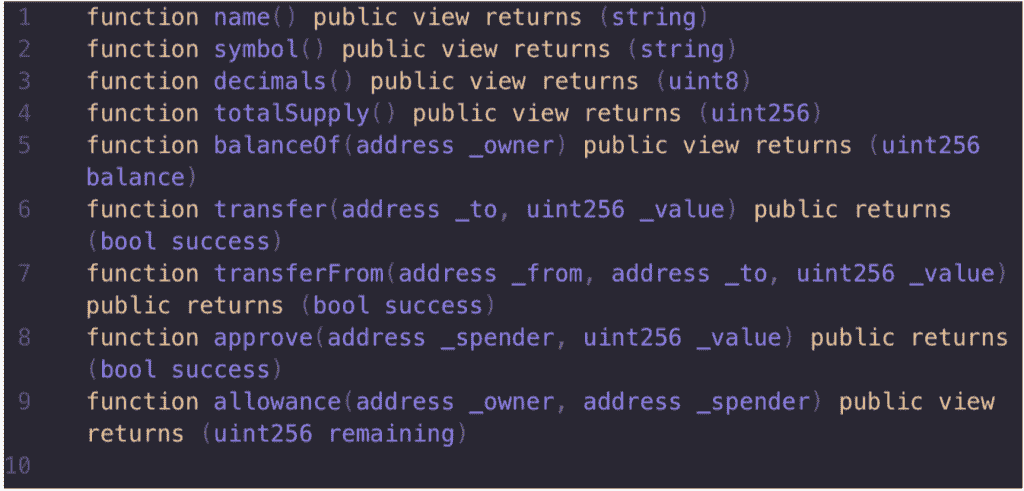 1 function name() public view returns (string)
2 function symbol() public view returns (string)
3 function decimals() public view returns (uint8)
4 function totalSupply() public view returns (uint256)
5 function balanceOf(address _owner) public view returns (uint256
balance)
6 function transfer(address _to, uint256 _value) public returns
(bool success)
7 function transferFrom(address _from, address _to, uint256 _value)
public returns (bool success)
8 function approve(address _spender, uint256 _value) public returns
(bool success)
9 function allowance(address _owner, address _spender) public view
returns (uint256 remaining)
10